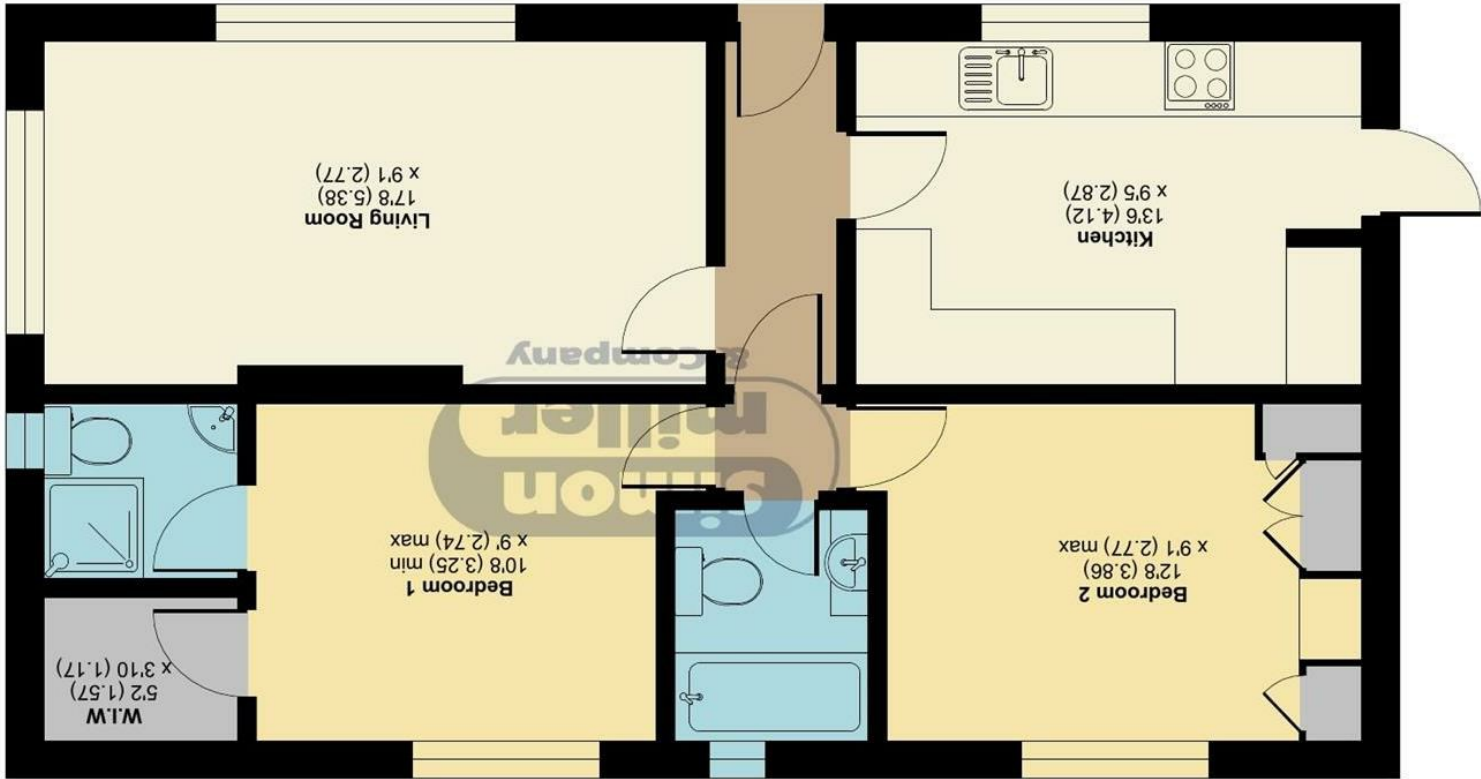 W.I.W
5'2 (1.57)
x 3'10 (1.17)
Bedroom 2
12'8 (3.86)
x 9'1 (2.77) max
Bedroom 1
10'8 (3.25) min
x 9' (2.74) max
simon
miller
& Company
Kitchen
13'6 (4.12)
x 9'5 (2.87)
Living Room
17'8 (5.38)
x 9'1 (2.77)